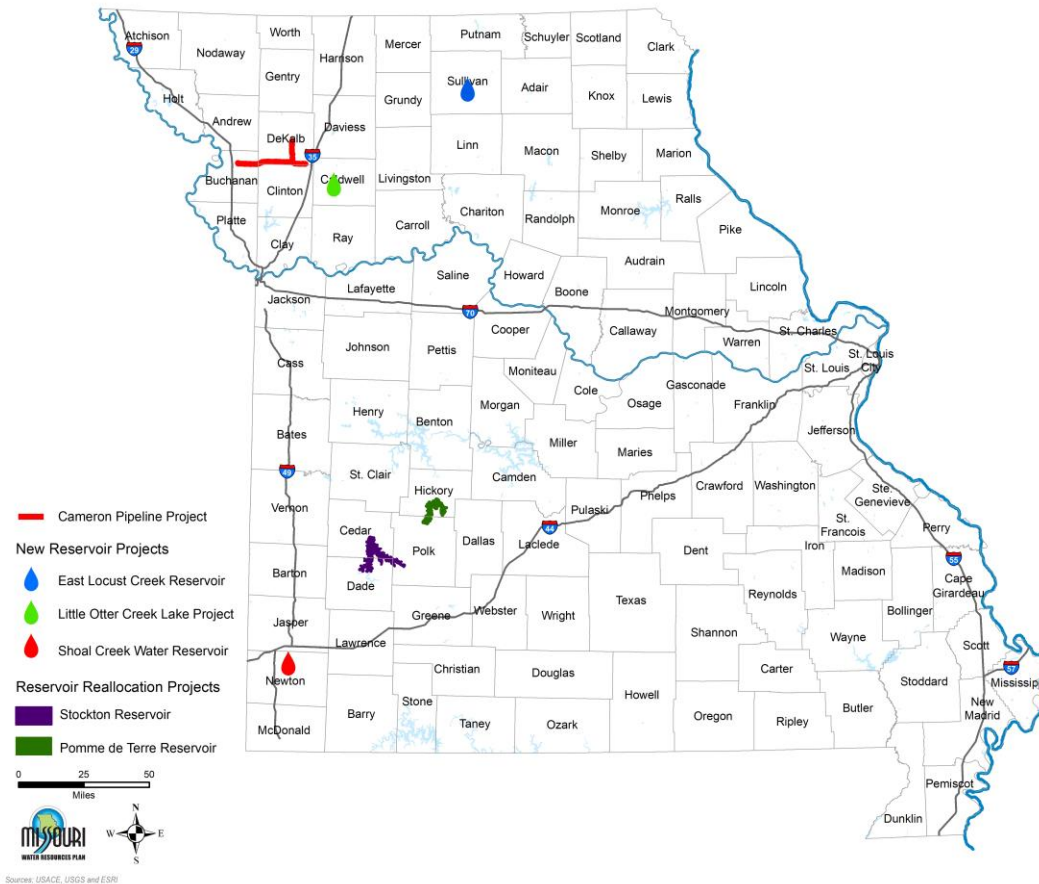 Atchison
Nodaway
Worth
Harrison
Mercer
Putnam
Schuyler
Scotland
Clark
29
Gentry
Sullivan
Adair
Knox
Lewis
Holt
Grundy
Andrew
DeKalb
Daviess
Linn
Macon
Shelby
Marion
35
Buchanan
Clinton
Caldwell
Livingston
Chariton
Randolph
Monroe
Ralls
Platte
Clay
Ray
Carroll
Pike
Saline
Howard
Audrain
Jackson
Lafayette
Boone
Lincoln
70
Cooper
Callaway
Montgomery
Warren
St. Charles
Johnson
Pettis
St. Louis
City
Cass
Moniteau
Cole
Gasconade
St. Louis
Henry
Benton
Morgan
Osage
Franklin
Bates
Miller
Maries
Jefferson
49
St. Clair
Camden
Hickory
Pulaski
Phelps
Crawford
Washington
Ste.
Genevieve
Vernon
44
St.
Francois
Perry
Cedar
Polk
Dallas
Laclede
Dent
Iron
55
Barton
Dade
Madison
Cape
Girardeau
Greene
Webster
Wright
Texas
Reynolds
Bollinger
Jasper
Lawrence
Shannon
Wayne
Scott
57
Newton
Christian
Douglas
Carter
Stoddard
Mississippi
McDonald
Barry
Stone
Taney
Ozark
Howell
Oregon
Ripley
Butler
New
Madrid
Pemiscot
Dunklin
Cameron Pipeline Project
New Reservoir Projects
East Locust Creek Reservoir
Little Otter Creek Lake Project
Shoal Creek Water Reservoir
Reservoir Reallocation Projects
Stockton Reservoir
Pomme de Terre Reservoir
0 25 50
Miles
MISSOURI
WATER RESOURCES PLAN
N
W E
S
Sources: USACE, USGS and ESRI